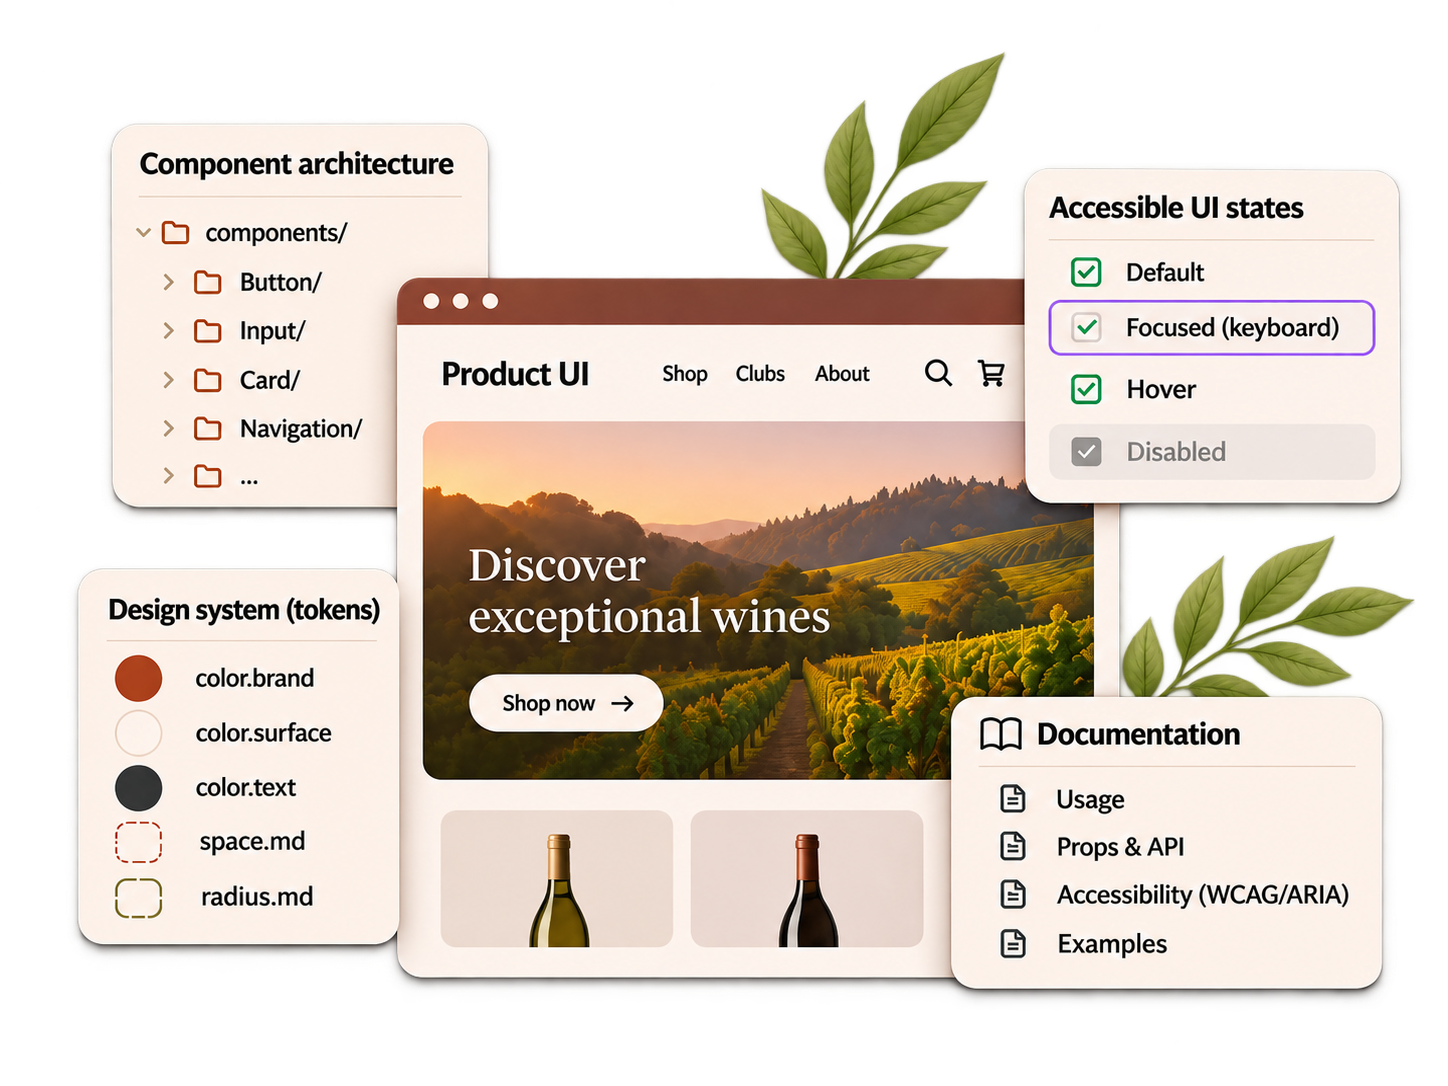 Component architecture
components/
Button/
Input/
Card/
Navigation/
...
Design system (tokens)
color.brand
color.surface
color.text
space.md
radius.md
Product UI
Shop
Clubs
About
Discover
exceptional wines
Shop now →
Accessible UI states
Default
Focused (keyboard)
Hover
Disabled
Documentation
Usage
Props & API
Accessibility (WCAG/ARIA)
Examples